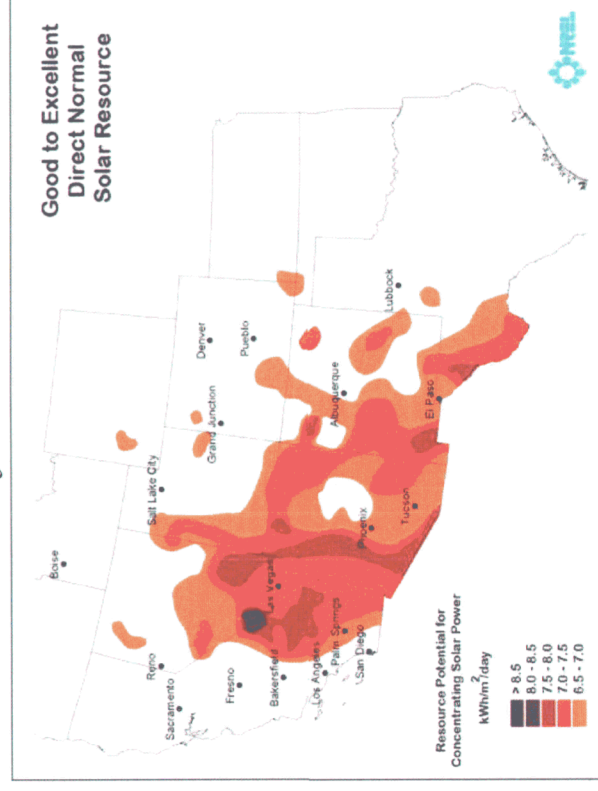 Good to Excellent
Direct Normal
Solar Resource
NREL
Boise
Salt Lake City
Reno
Sacramento
Denver
Grand Junction
Pueblo
Fresno
Las Vegas
Bakersfield
Los Angeles
Palm Springs
San Diego
Phoenix
Tucson
Albuquerque
El Paso
Lubbock
Resource Potential for
Concentrating Solar Power
kWh/m²/day
> 8.5
8.0 - 8.5
7.5 - 8.0
7.0 - 7.5
6.5 - 7.0